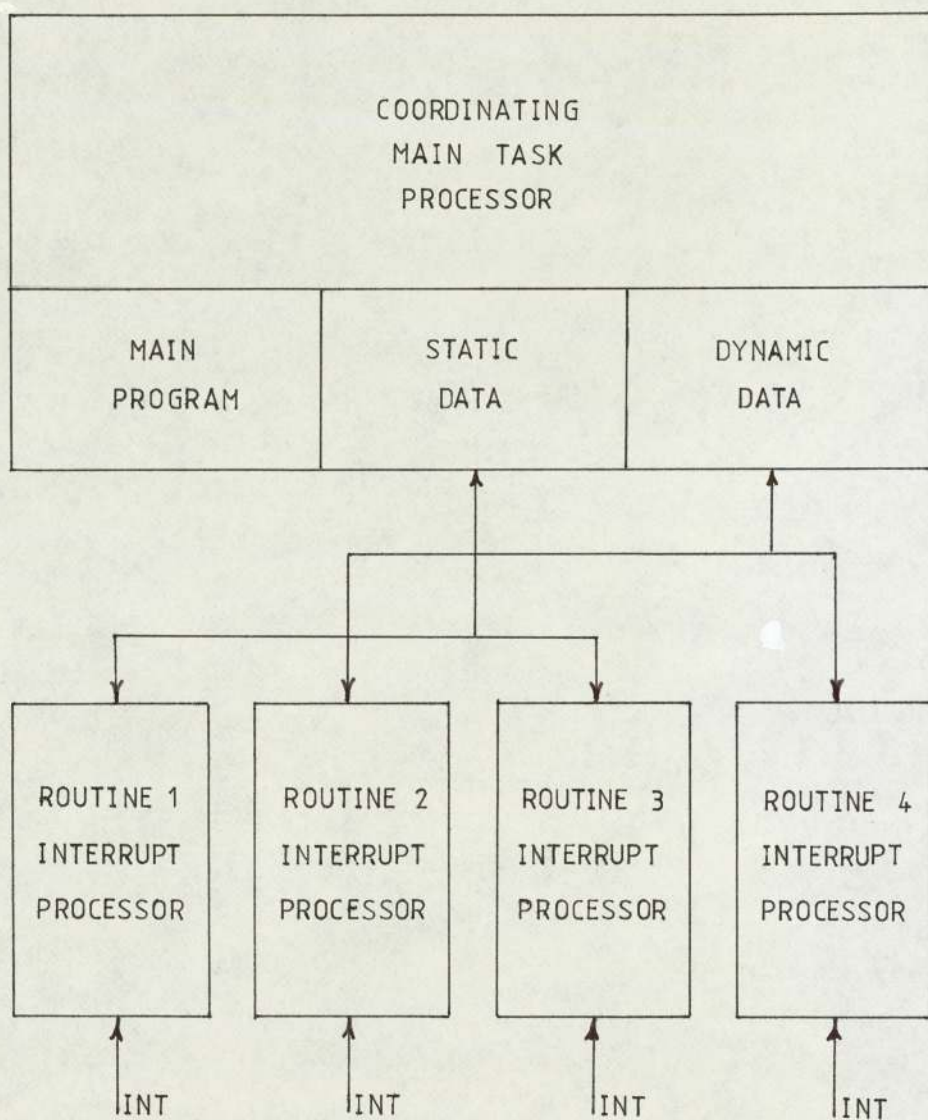 COORDINATING
MAIN TASK
PROCESSOR
MAIN
PROGRAM
STATIC
DATA
DYNAMIC
DATA
ROUTINE 1
INTERRUPT
PROCESSOR
ROUTINE 2
INTERRUPT
PROCESSOR
ROUTINE 3
INTERRUPT
PROCESSOR
ROUTINE 4
INTERRUPT
PROCESSOR
INT
INT
INT
INT